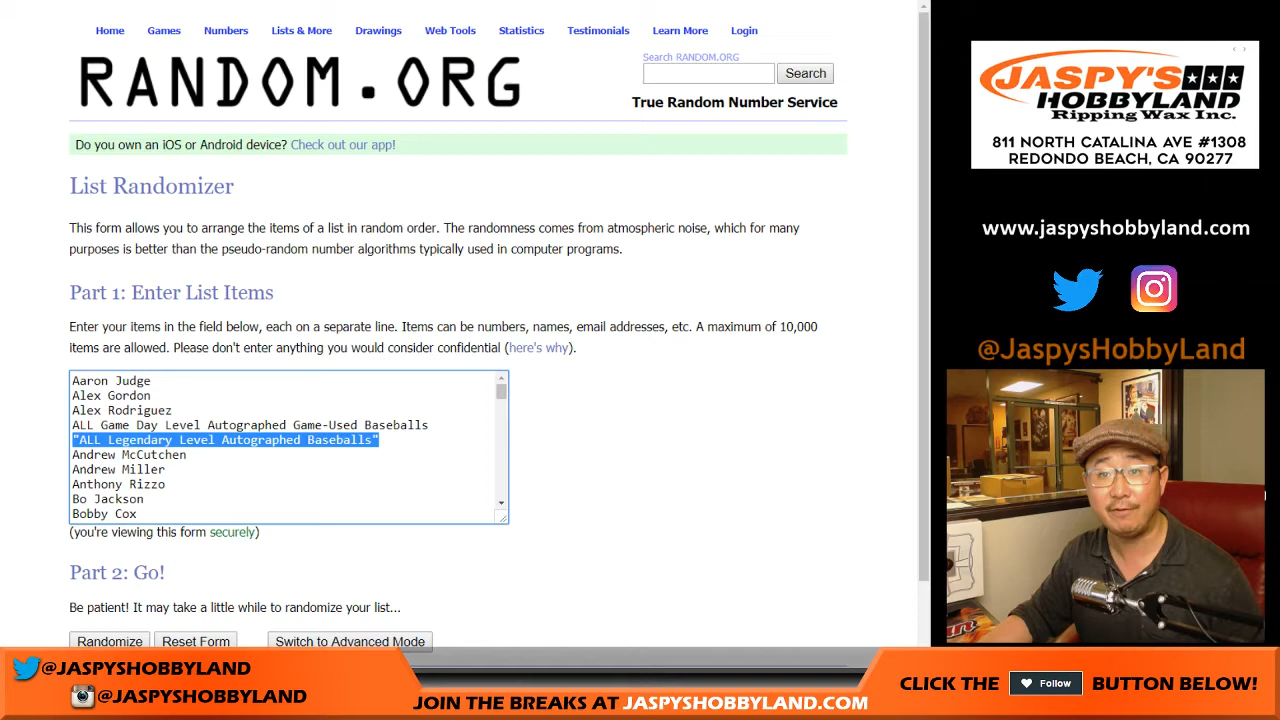 Home Games Numbers Lists & More Drawings Web Tools Statistics Testimonials Learn More Login
RANDOM.ORG
Search RANDOM.ORG
Search
True Random Number Service
Do you own an iOS or Android device? Check out our app!
List Randomizer
This form allows you to arrange the items of a list in random order. The randomness comes from atmospheric noise, which for many
purposes is better than the pseudo-random number algorithms typically used in computer programs.
Part 1: Enter List Items
Enter your items in the field below, each on a separate line. Items can be numbers, names, email addresses, etc. A maximum of 10,000
items are allowed. Please don't enter anything you would consider confidential (here's why).
Aaron Judge
Alex Gordon
Alex Rodriguez
ALL Game Day Level Autographed Game-Used Baseballs
"ALL Legendary Level Autographed Baseballs"
Andrew McCutchen
Andrew Miller
Anthony Rizzo
Bo Jackson
Bobby Cox
(you're viewing this form securely)
Part 2: Go!
Be patient! It may take a little while to randomize your list...
Randomize Reset Form Switch to Advanced Mode
JASPY'S
HOBBYLAND
Ripping Wax Inc.
811 NORTH CATALINA AVE #1308
REDONDO BEACH, CA 90277
www.jaspyshobbyland.com
@JaspysHobbyLand
@JASPYSHOBBYLAND
@JASPYSHOBBYLAND
JOIN THE BREAKS AT JASPYSHOBBYLAND.COM
CLICK THE Follow BUTTON BELOW!